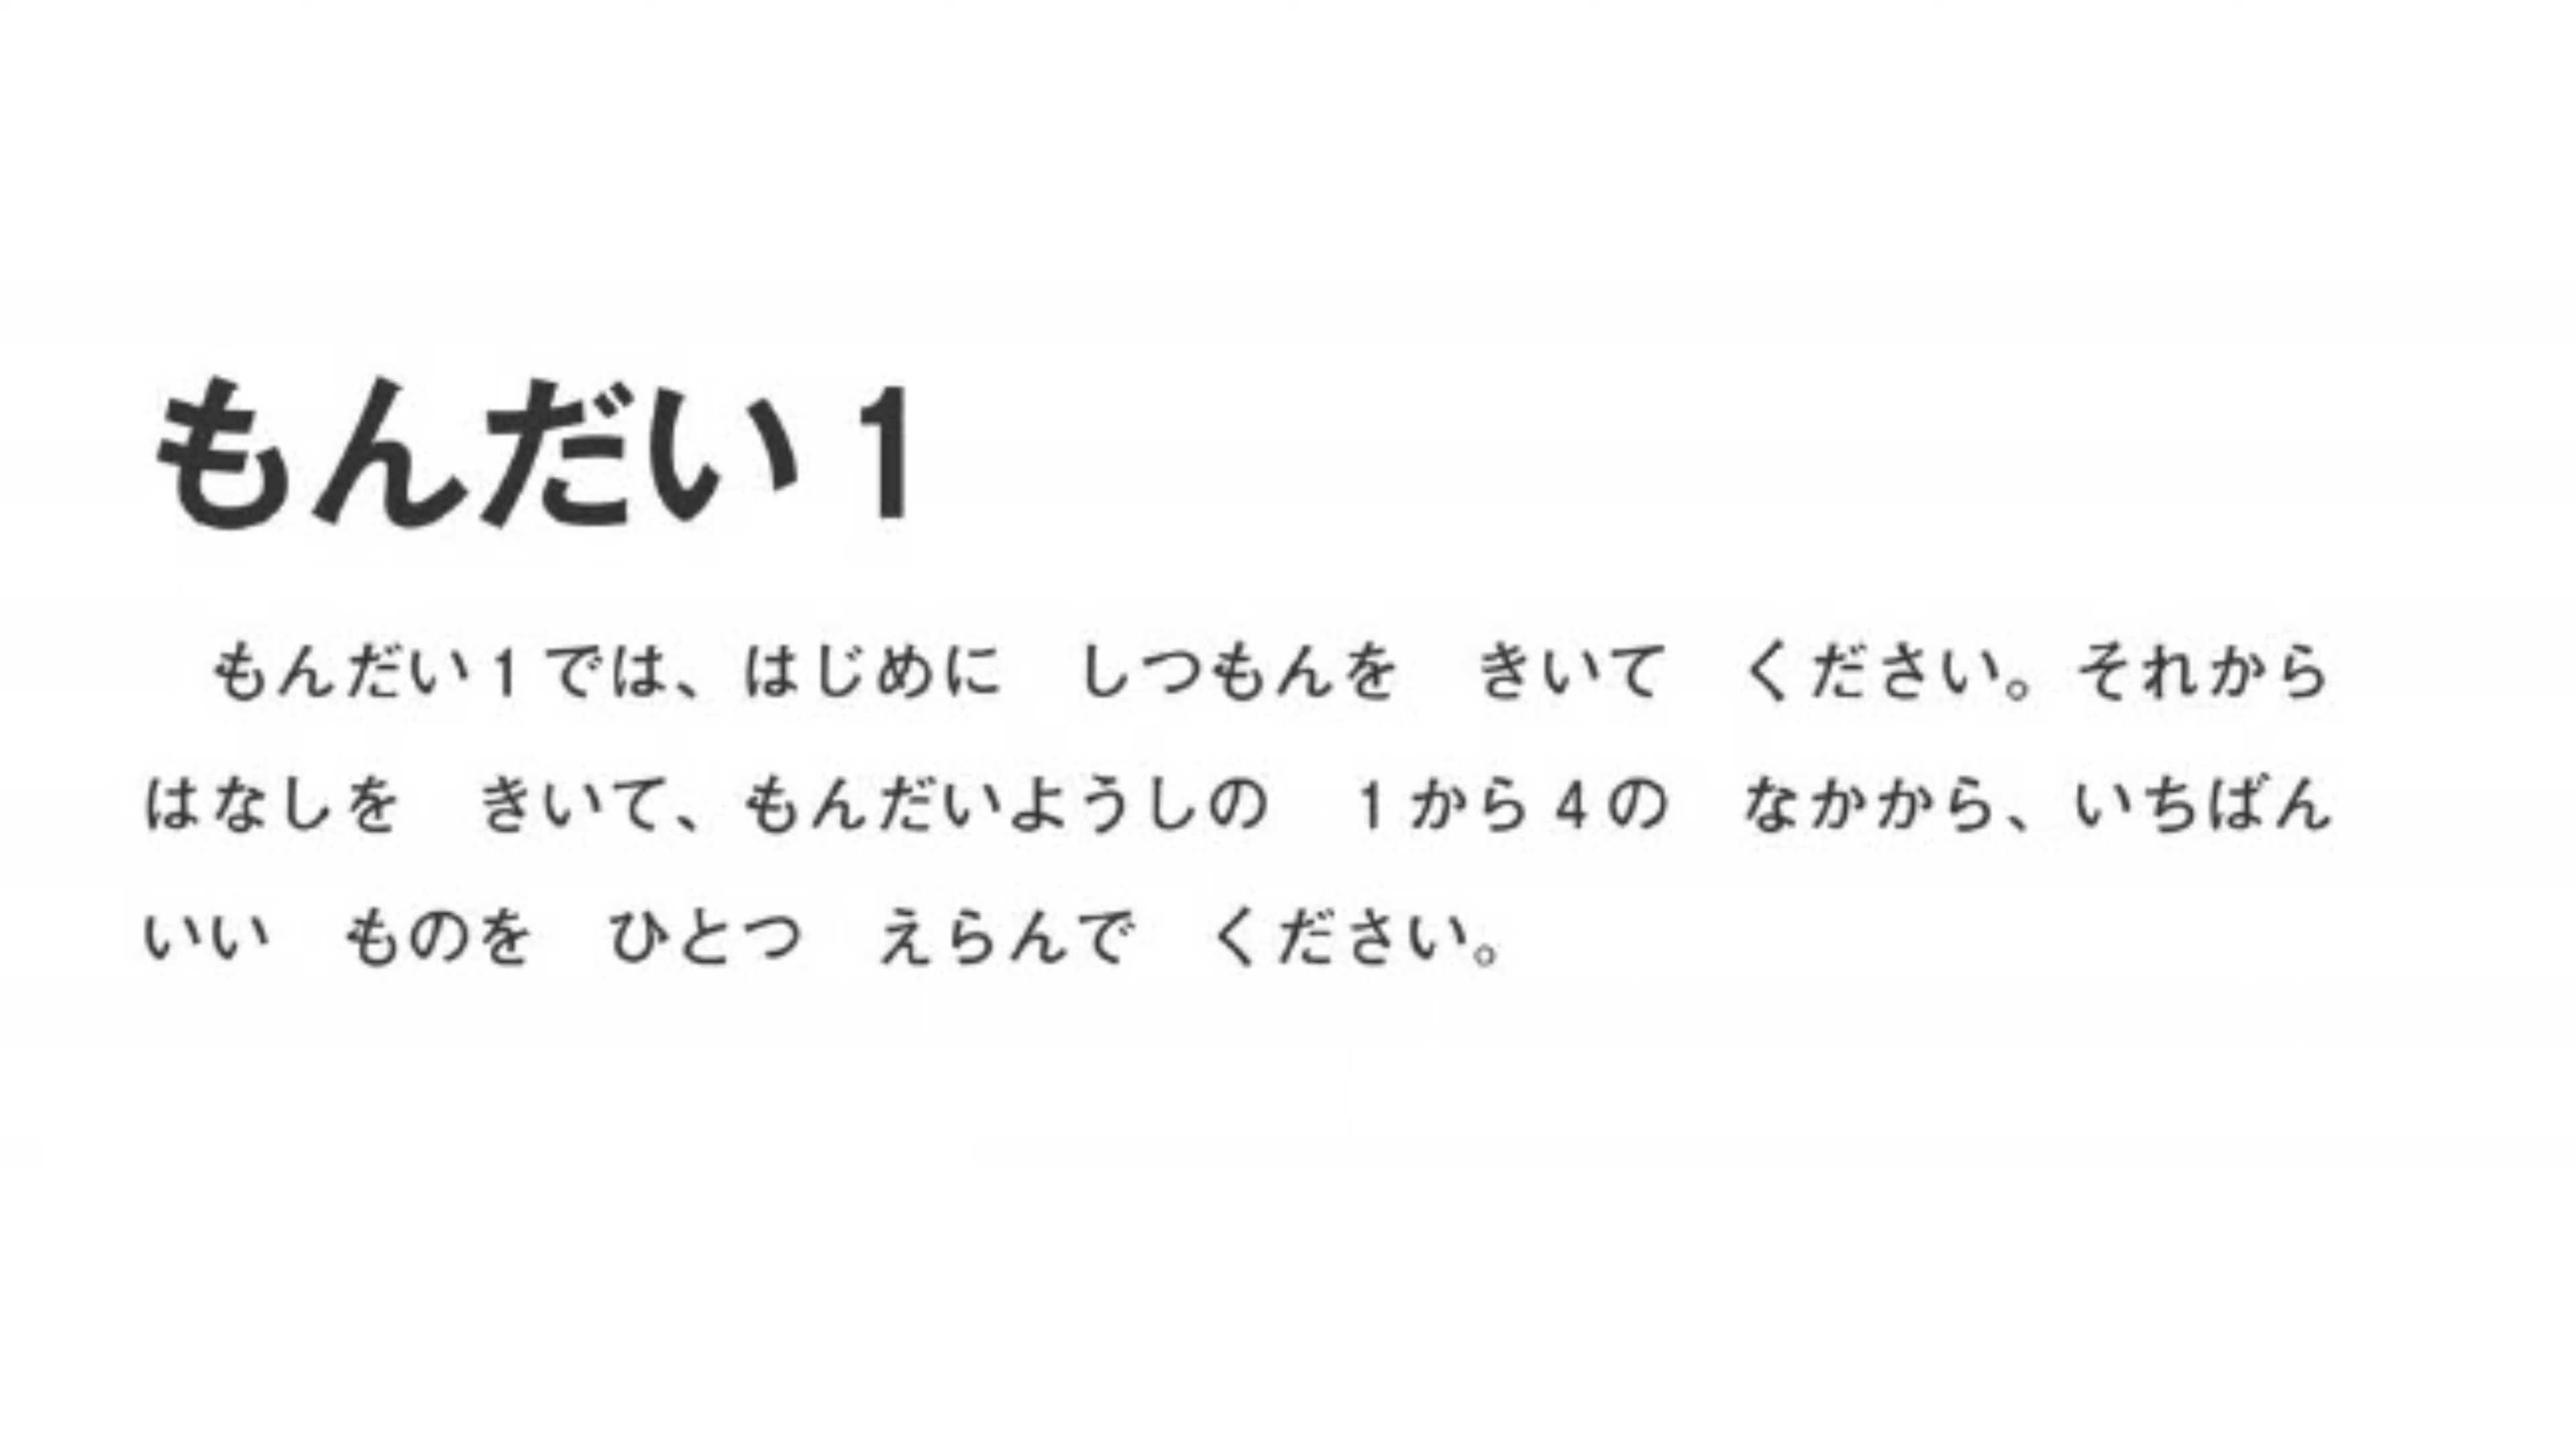 もんだい1
もんだい1では、はじめに　しつもんを　きいて　ください。それから
はなしを　きいて、もんだいようしの　1から4の　なかから、いちばん
いい　ものを　ひとつ　えらんで　ください。